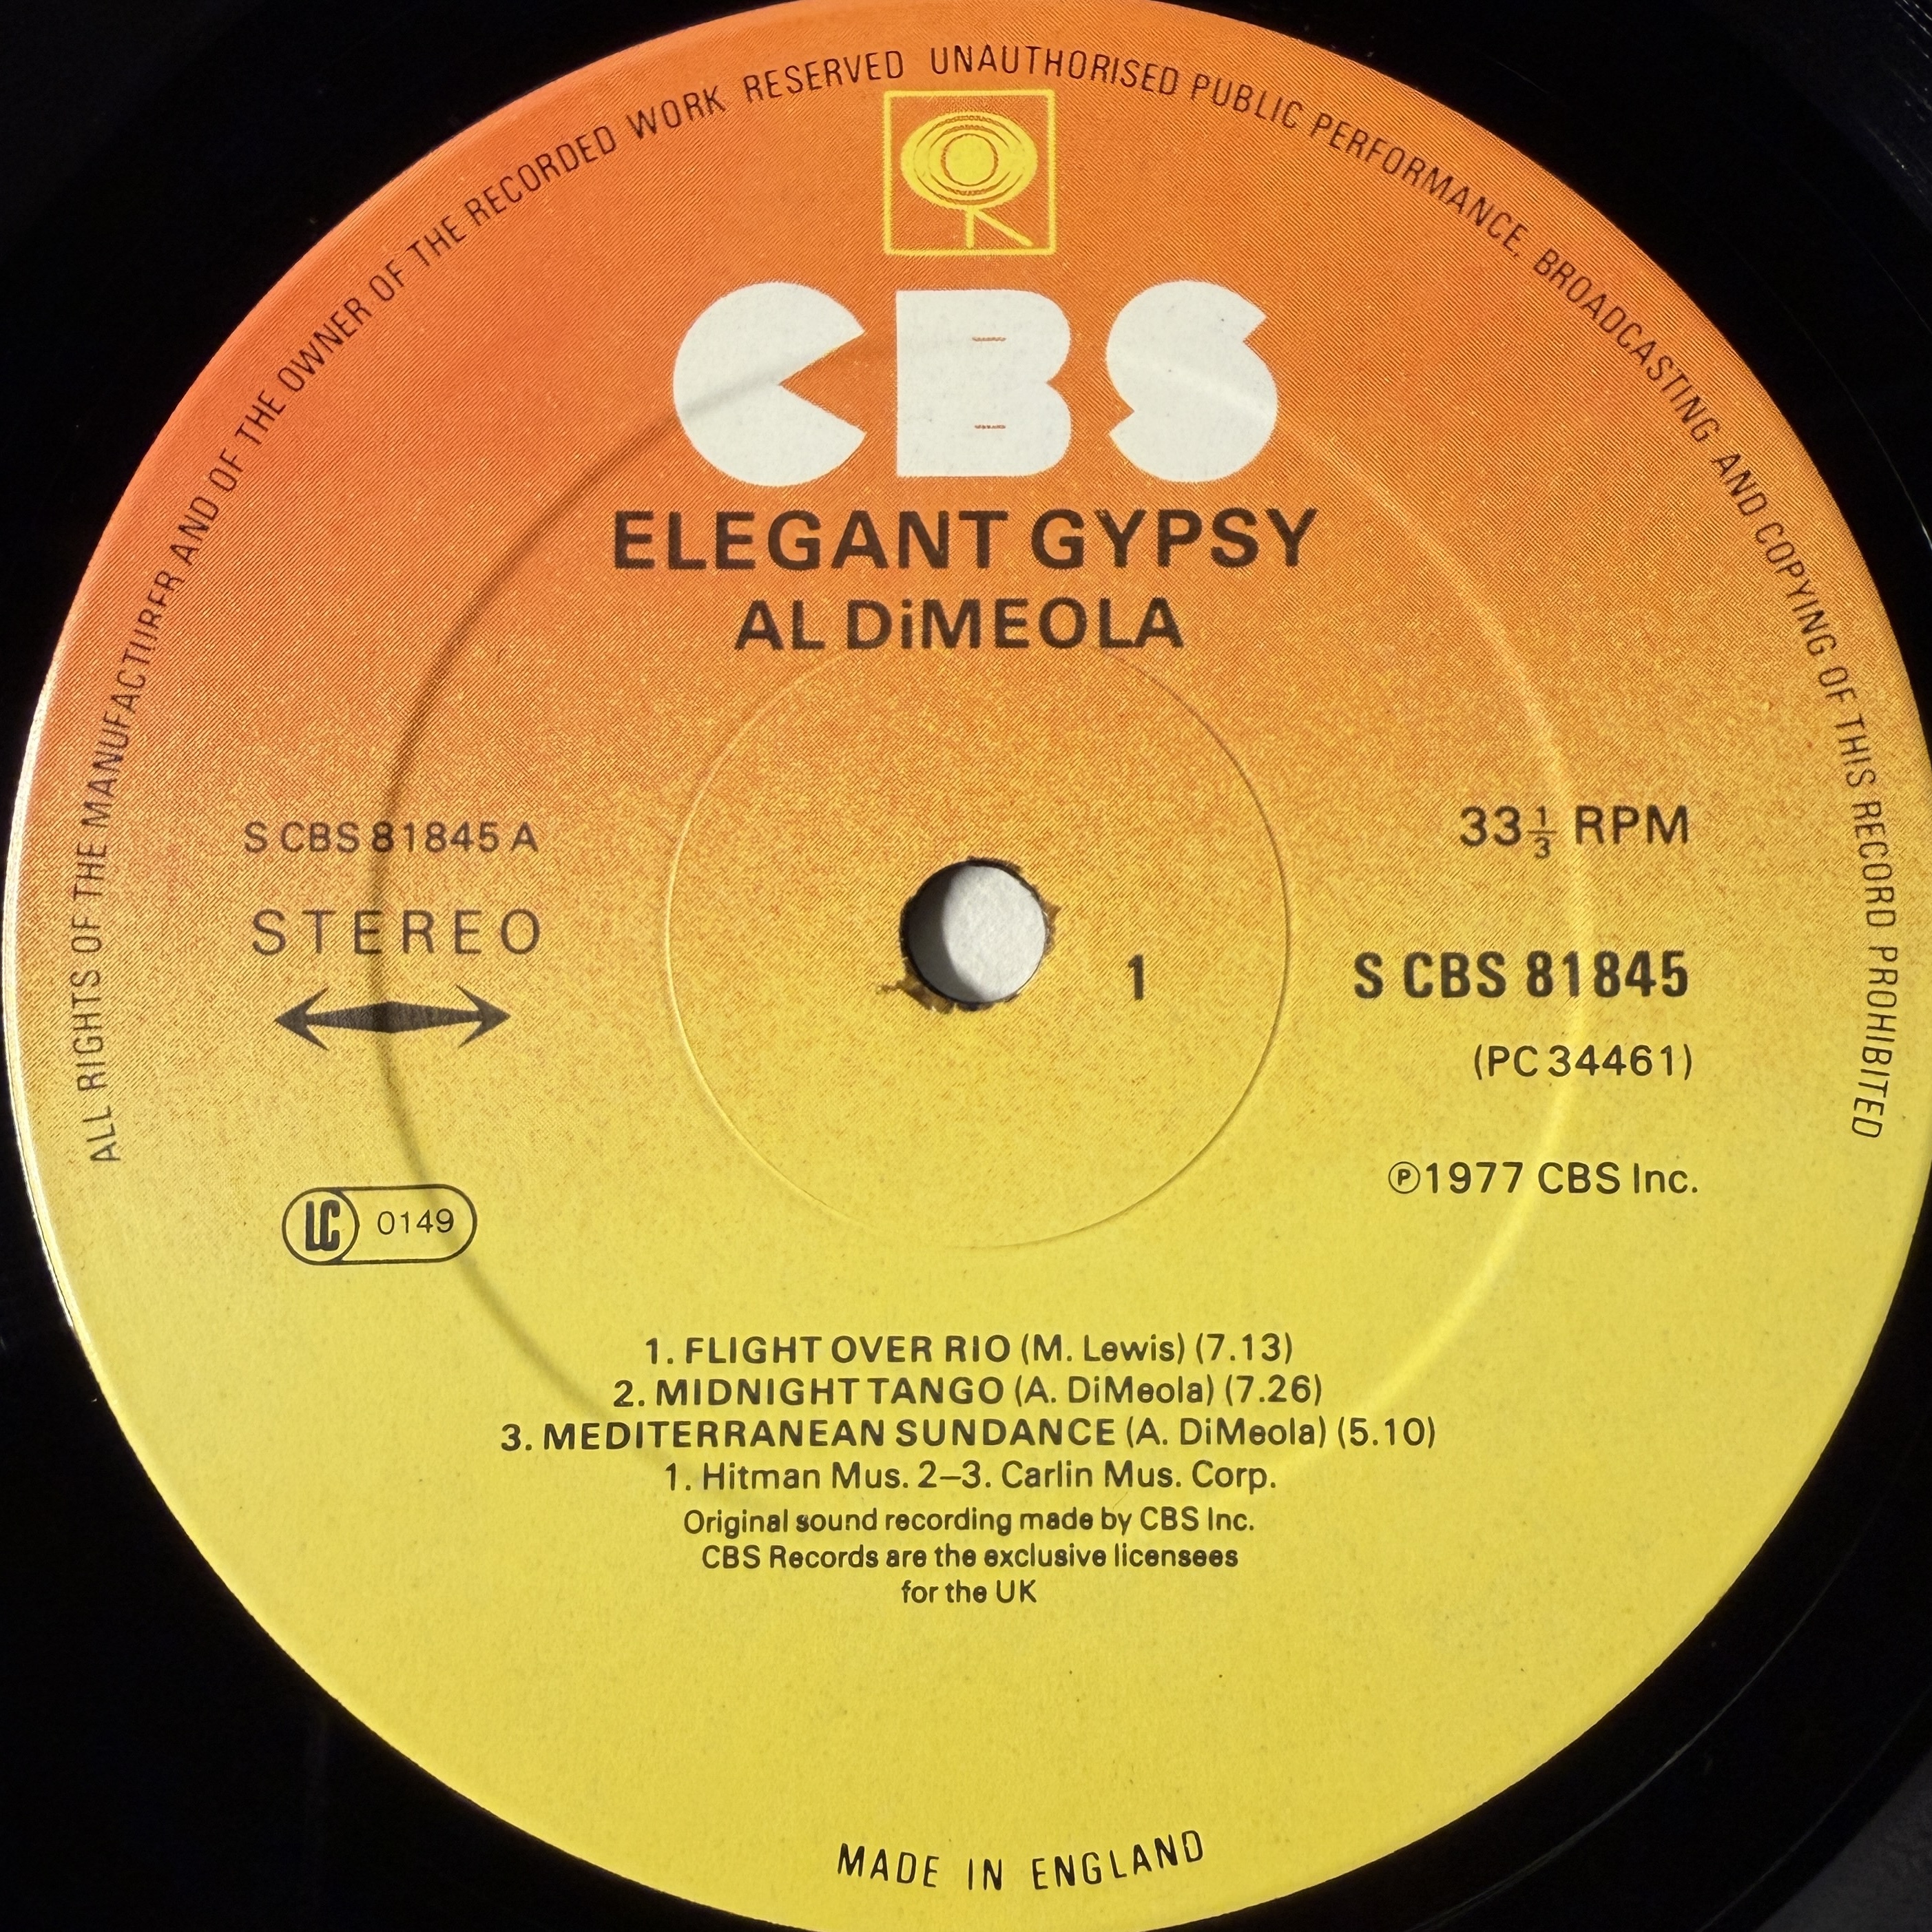 ALL RIGHTS OF THE MANUFACTURER AND OF THE OWNER OF THE RECORDED WORK RESERVED UNAUTHORISED PUBLIC PERFORMANCE, BROADCASTING AND COPYING OF THIS RECORD PROHIBITED
CBS
ELEGANT GYPSY
AL DiMEOLA
S CBS 81845 A
STEREO
LC 0149
1
33⅓ RPM
S CBS 81845
(PC 34461)
℗1977 CBS Inc.
1. FLIGHT OVER RIO (M. Lewis) (7.13)
2. MIDNIGHT TANGO (A. DiMeola) (7.26)
3. MEDITERRANEAN SUNDANCE (A. DiMeola) (5.10)
1. Hitman Mus. 2–3. Carlin Mus. Corp.
Original sound recording made by CBS Inc.
CBS Records are the exclusive licensees
for the UK
MADE IN ENGLAND